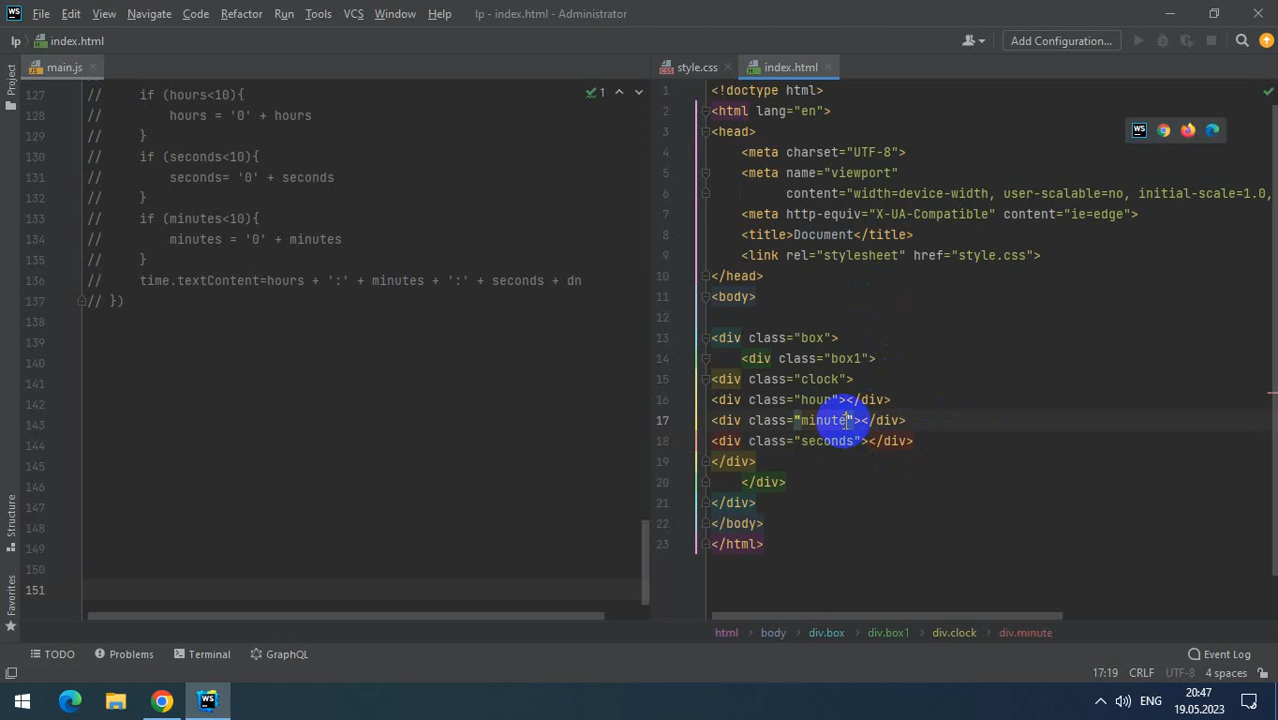 WS File Edit View Navigate Code Refactor Run Tools VCS Window Help lp - index.html - Administrator
lp index.html Add Configuration...
Project
main.js
style.css index.html
1
127 // if (hours<10){
128 // hours = '0' + hours
129 // }
130 // if (seconds<10){
131 // seconds= '0' + seconds
132 // }
133 // if (minutes<10){
134 // minutes = '0' + minutes
135 // }
136 // time.textContent=hours + ':' + minutes + ':' + seconds + dn
137 // })
138
139
140
141
142
143
144
145
146
147
148
149
150
151
1 <!doctype html>
2 <html lang="en">
3 <head>
4 <meta charset="UTF-8">
5 <meta name="viewport"
6 content="width=device-width, user-scalable=no, initial-scale=1.0,
7 <meta http-equiv="X-UA-Compatible" content="ie=edge">
8 <title>Document</title>
9 <link rel="stylesheet" href="style.css">
10 </head>
11 <body>
12
13 <div class="box">
14 <div class="box1">
15 <div class="clock">
16 <div class="hour"></div>
17 <div class="minute"></div>
18 <div class="seconds"></div>
19 </div>
20 </div>
21 </div>
22 </body>
23 </html>
WS
Structure
Favorites
html body div.box div.box1 div.clock div.minute
TODO Problems Terminal GraphQL Event Log
17:19 CRLF UTF-8 4 spaces
WS
ENG
20:47
19.05.2023